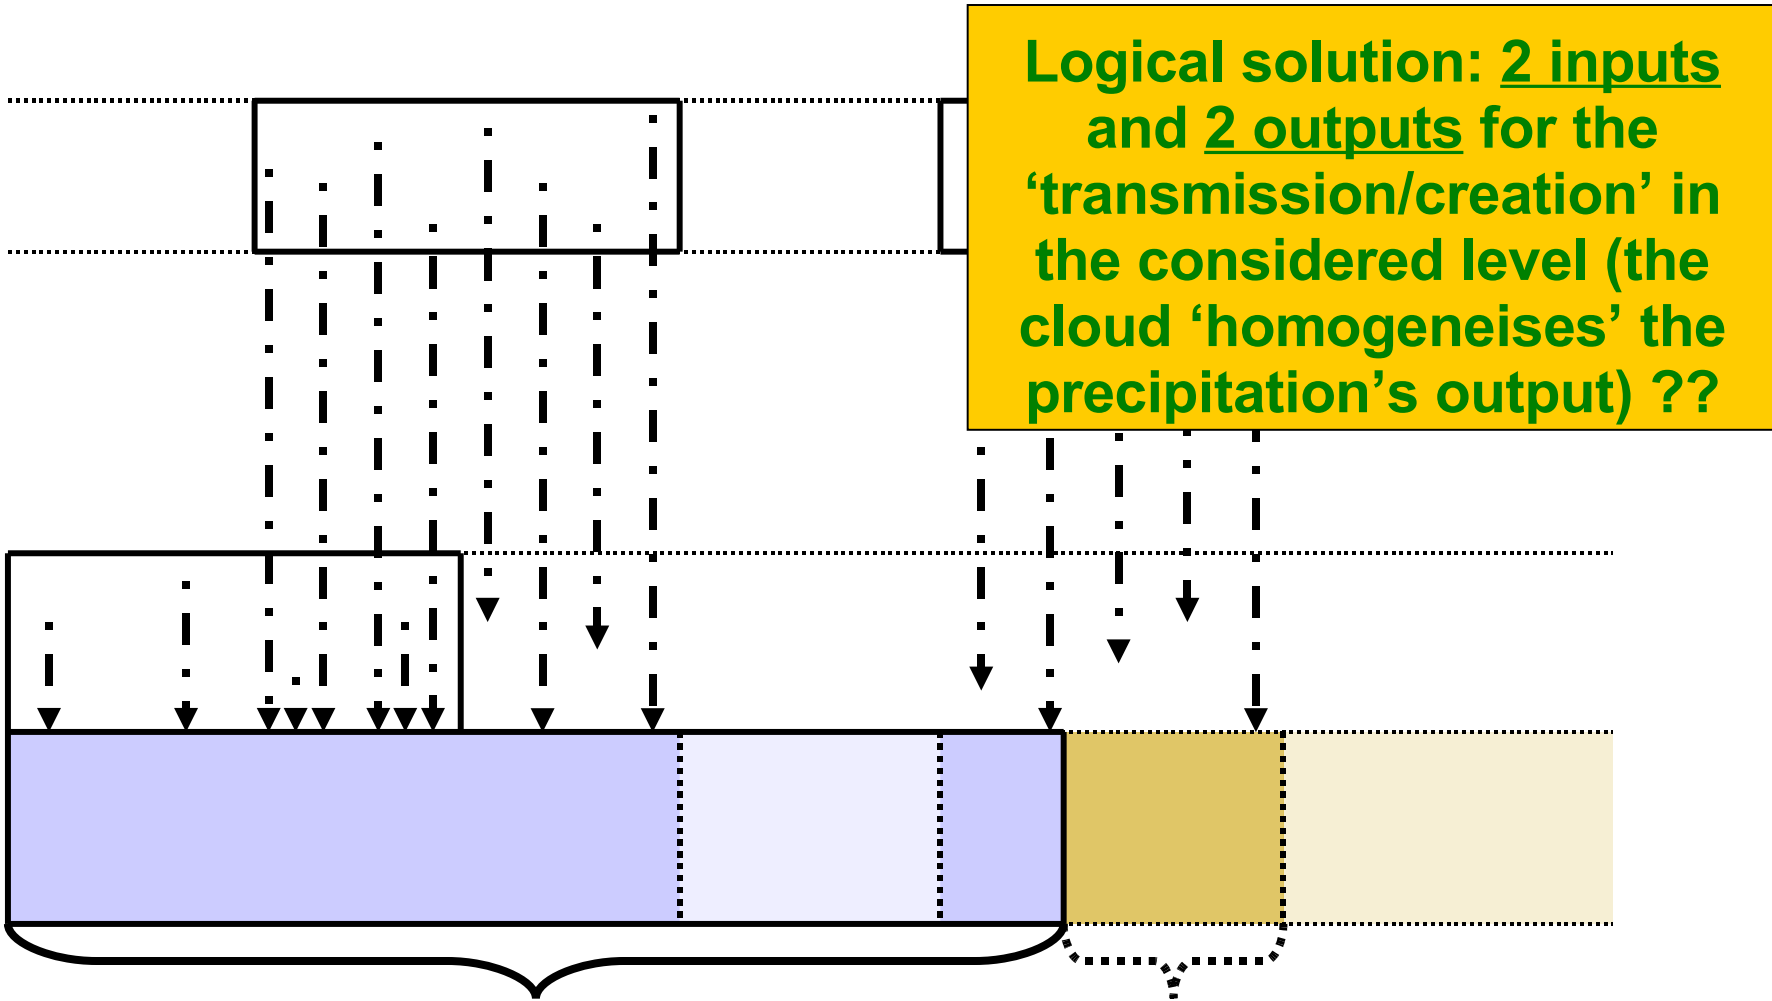 Logical solution: 2 inputs
and 2 outputs for the
‘transmission/creation’ in
the considered level (the
cloud ‘homogeneises’ the
precipitation’s output) ??